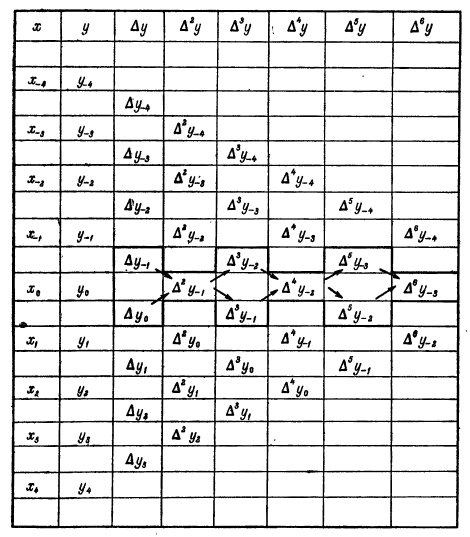 x y Δy Δ²y Δ³y Δ⁴y Δ⁵y Δ⁶y
x₋₄ y₋₄
Δy₋₄
x₋₃ y₋₃ Δ²y₋₄
Δy₋₃ Δ³y₋₄
x₋₂ y₋₂ Δ²y₋₃ Δ⁴y₋₄
Δy₋₂ Δ³y₋₃ Δ⁵y₋₄
x₋₁ y₋₁ Δ²y₋₂ Δ⁴y₋₃ Δ⁶y₋₄
Δy₋₁ Δ³y₋₂ Δ⁵y₋₃
x₀ y₀ Δ²y₋₁ Δ⁴y₋₂ Δ⁶y₋₃
Δy₀ Δ³y₋₁ Δ⁵y₋₂
x₁ y₁ Δ²y₀ Δ⁴y₋₁ Δ⁶y₋₂
Δy₁ Δ³y₀ Δ⁵y₋₁
x₂ y₂ Δ²y₁ Δ⁴y₀
Δy₂ Δ³y₁
x₃ y₃ Δ²y₂
Δy₃
x₄ y₄